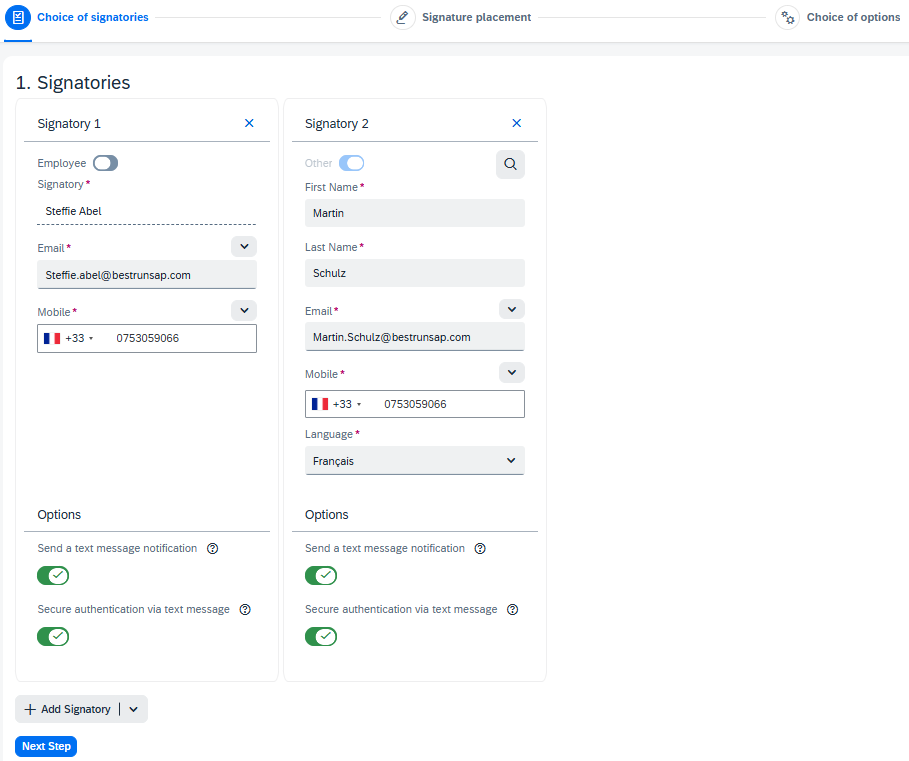 Choice of signatories
Signature placement
Choice of options
1. Signatories
Signatory 1
Employee
Signatory*
Steffie Abel
Email*
Steffie.abel@bestrunsap.com
Mobile*
+33 0753059066
Options
Send a text message notification
Secure authentication via text message
Signatory 2
Other
First Name*
Martin
Last Name*
Schulz
Email*
Martin.Schulz@bestrunsap.com
Mobile*
+33 0753059066
Language*
Français
Options
Send a text message notification
Secure authentication via text message
Add Signatory
Next Step